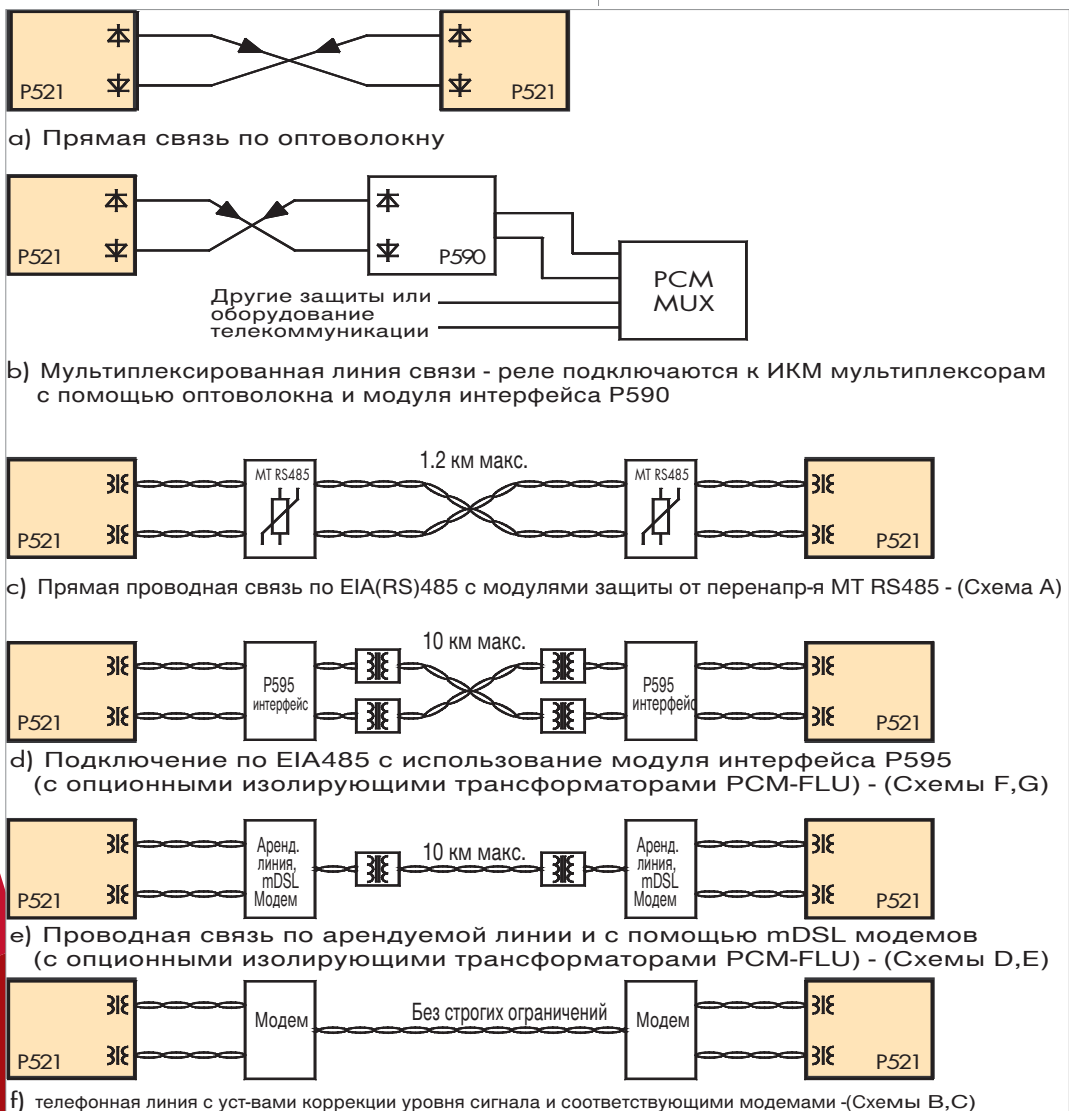 P521
P521
a) Прямая связь по оптоволокну
P521
P590
PCM
MUX
Другие защиты или
оборудование
телекоммуникации
b) Мультиплексированная линия связи - реле подключаются к ИКМ мультиплексорам
с помощью оптоволокна и модуля интерфейса P590
1.2 км макс.
MT RS485
MT RS485
P521
P521
c) Прямая проводная связь по EIA(RS)485 с модулями защиты от перенапр-я MT RS485 - (Схема A)
10 км макс.
P595
интерфейс
P595
интерфейс
P521
P521
d) Подключение по EIA485 с использование модуля интерфейса P595
(с опционными изолирующими трансформаторами PCM-FLU) - (Схемы F,G)
Аренд.
линия,
mDSL
Модем
10 км макс.
Аренд.
линия,
mDSL
Модем
P521
P521
e) Проводная связь по арендуемой линии и с помощью mDSL модемов
(с опционными изолирующими трансформаторами PCM-FLU) - (Схемы D,E)
Модем
Без строгих ограничений
Модем
P521
P521
f) телефонная линия с уст-вами коррекции уровня сигнала и соответствующими модемами -(Схемы B,C)